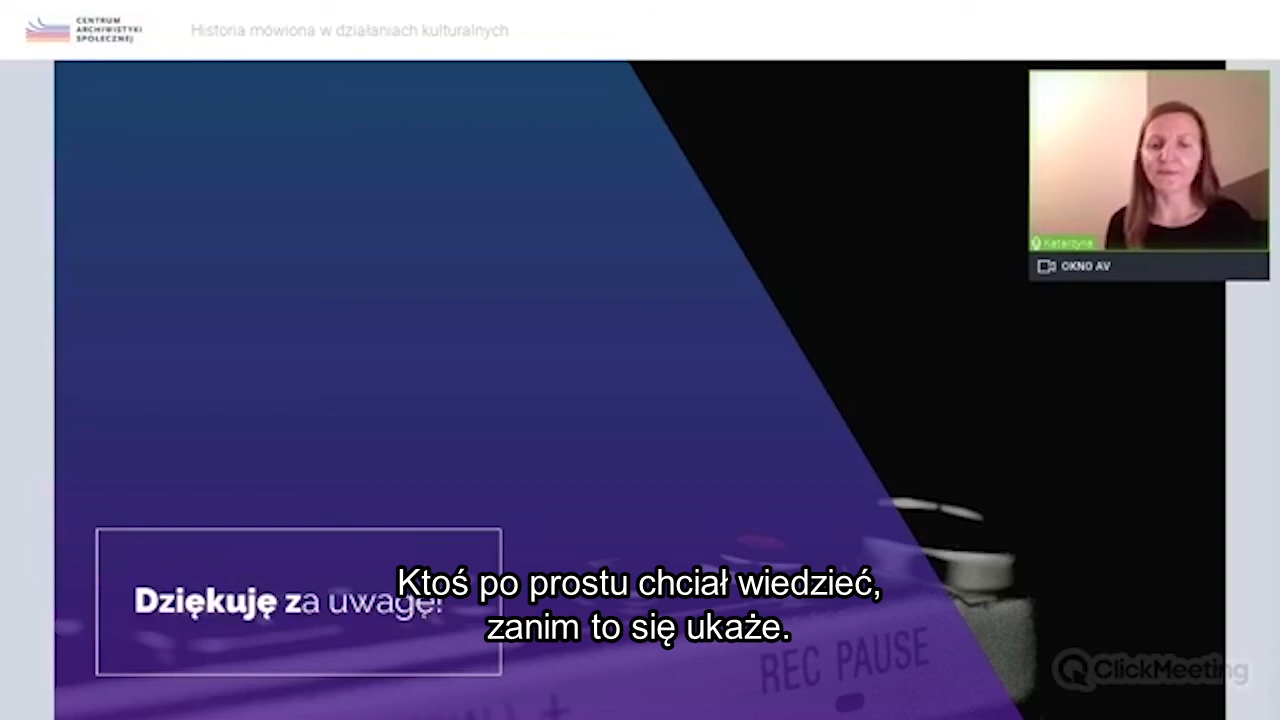 CENTRUM
ARCHIWISTYKI
SPOŁECZNEJ
Historia mówiona w działaniach kulturalnych
Katarzyna
OKNO AV
Dziękuję za uwagę!
Ktoś po prostu chciał wiedzieć,
zanim to się ukaże.
REC PAUSE
ClickMeeting